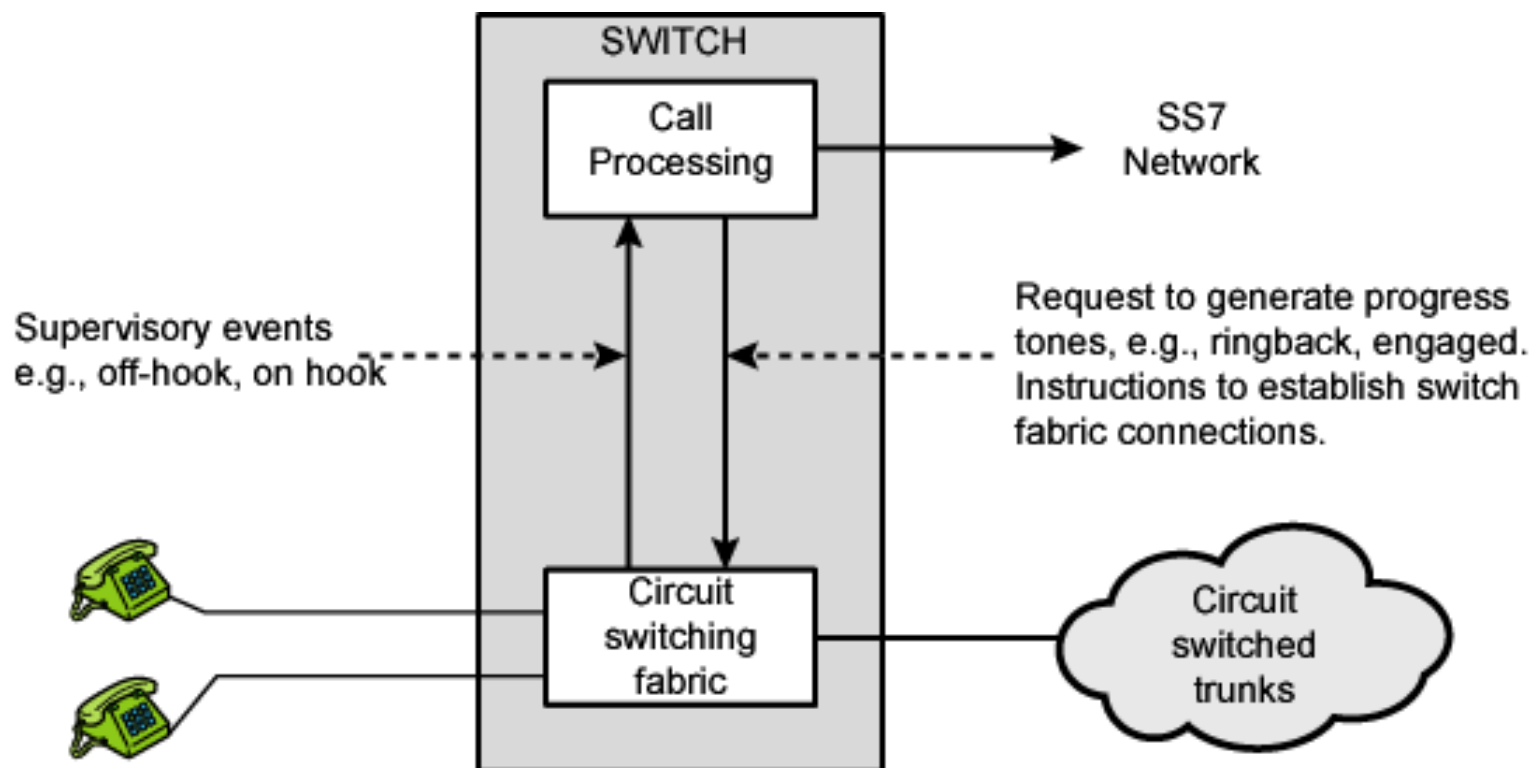 SWITCH
Call
Processing
SS7
Network
Supervisory events
e.g., off-hook, on hook
Request to generate progress
tones, e.g., ringback, engaged.
Instructions to establish switch
fabric connections.
Circuit
switching
fabric
Circuit
switched
trunks